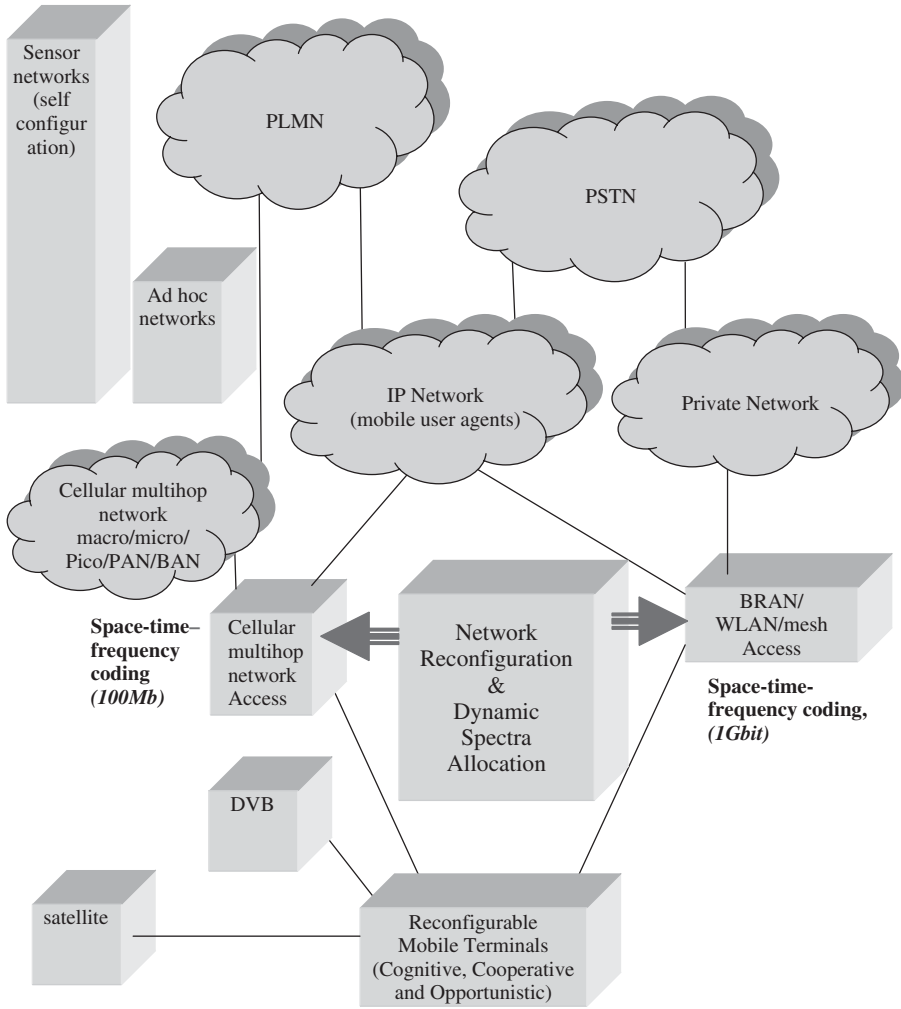 Sensor
networks
(self
configur
ation)
PLMN
PSTN
Ad hoc
networks
IP Network
(mobile user agents)
Private Network
Cellular multihop
network
macro/micro/
Pico/PAN/BAN
Space-time–
frequency
coding
(100Mb)
Cellular
multihop
network
Access
Network
Reconfiguration
&
Dynamic
Spectra
Allocation
BRAN/
WLAN/mesh
Access
Space-time-
frequency coding,
(1Gbit)
DVB
satellite
Reconfigurable
Mobile Terminals
(Cognitive, Cooperative
and Opportunistic)